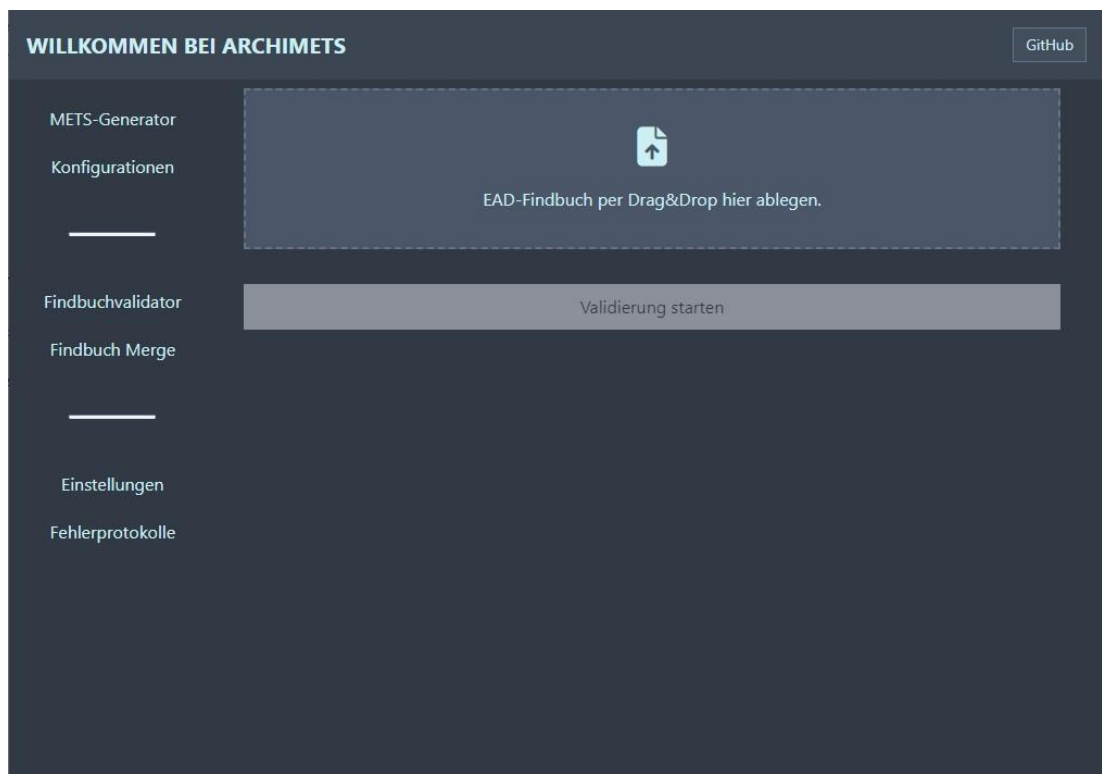 WILLKOMMEN BEI ARCHIMETS
GitHub
METS-Generator
Konfigurationen
EAD-Findbuch per Drag&Drop hier ablegen.
Findbuchvalidator
Validierung starten
Findbuch Merge
Einstellungen
Fehlerprotokolle